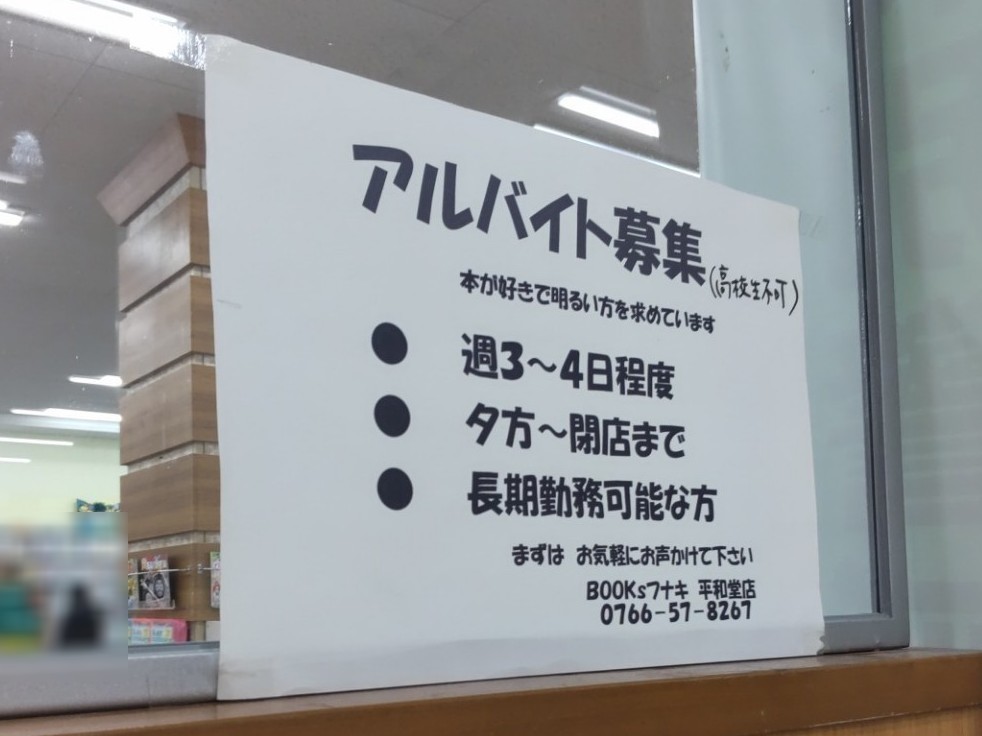 アルバイト募集(高校生不可)
本が好きで明るい方を求めています
● 週3～4日程度
● 夕方～閉店まで
● 長期勤務可能な方
まずは お気軽にお声かけて下さい
BOOKsフナキ 平和堂店
0766-57-8267